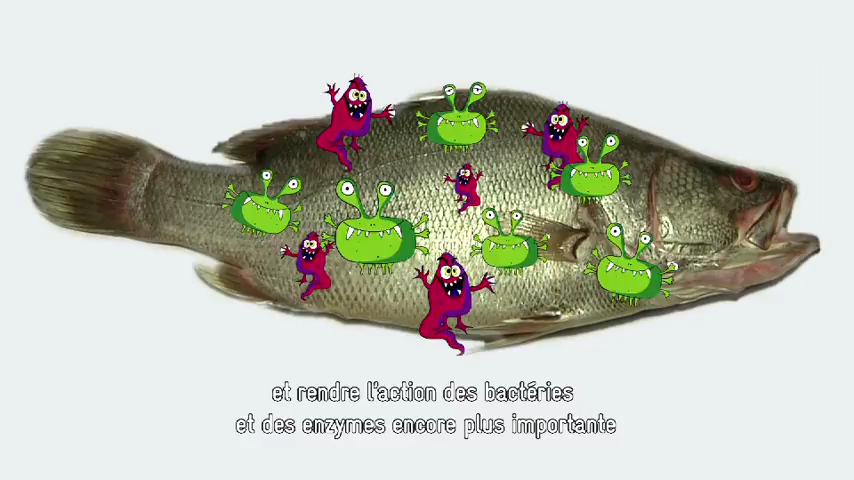 et rendre l'action des bactéries
et des enzymes encore plus importante